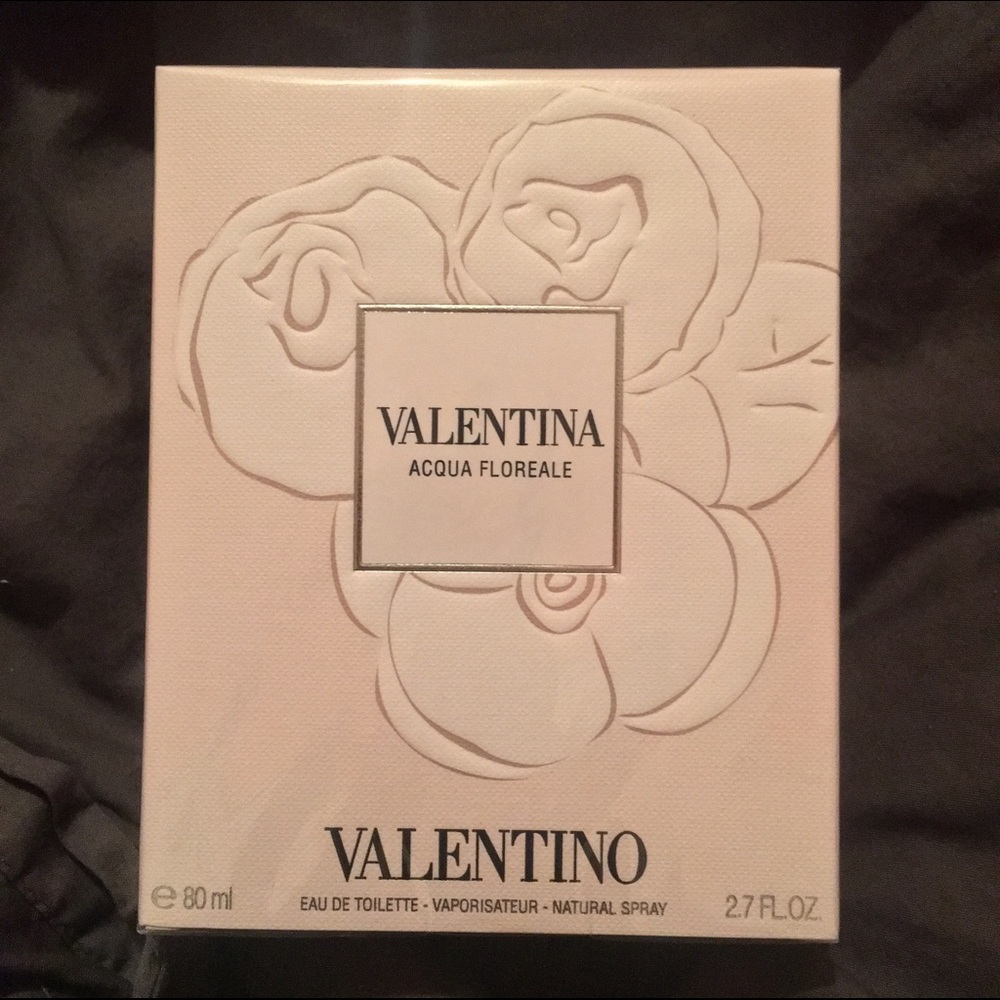 VALENTINA
ACQUA FLOREALE
VALENTINO
℮ 80 ml
EAU DE TOILETTE - VAPORISATEUR - NATURAL SPRAY
2.7 FL.OZ.